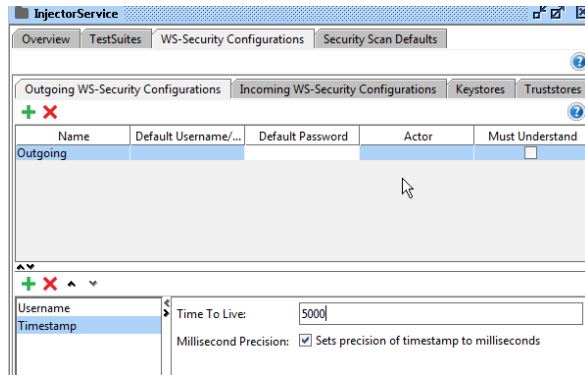 InjectorService
Overview TestSuites WS-Security Configurations Security Scan Defaults
Outgoing WS-Security Configurations Incoming WS-Security Configurations Keystores Truststores
Name Default Username/... Default Password Actor Must Understand
Outgoing
Username
Timestamp
Time To Live: 5000
Millisecond Precision: Sets precision of timestamp to milliseconds